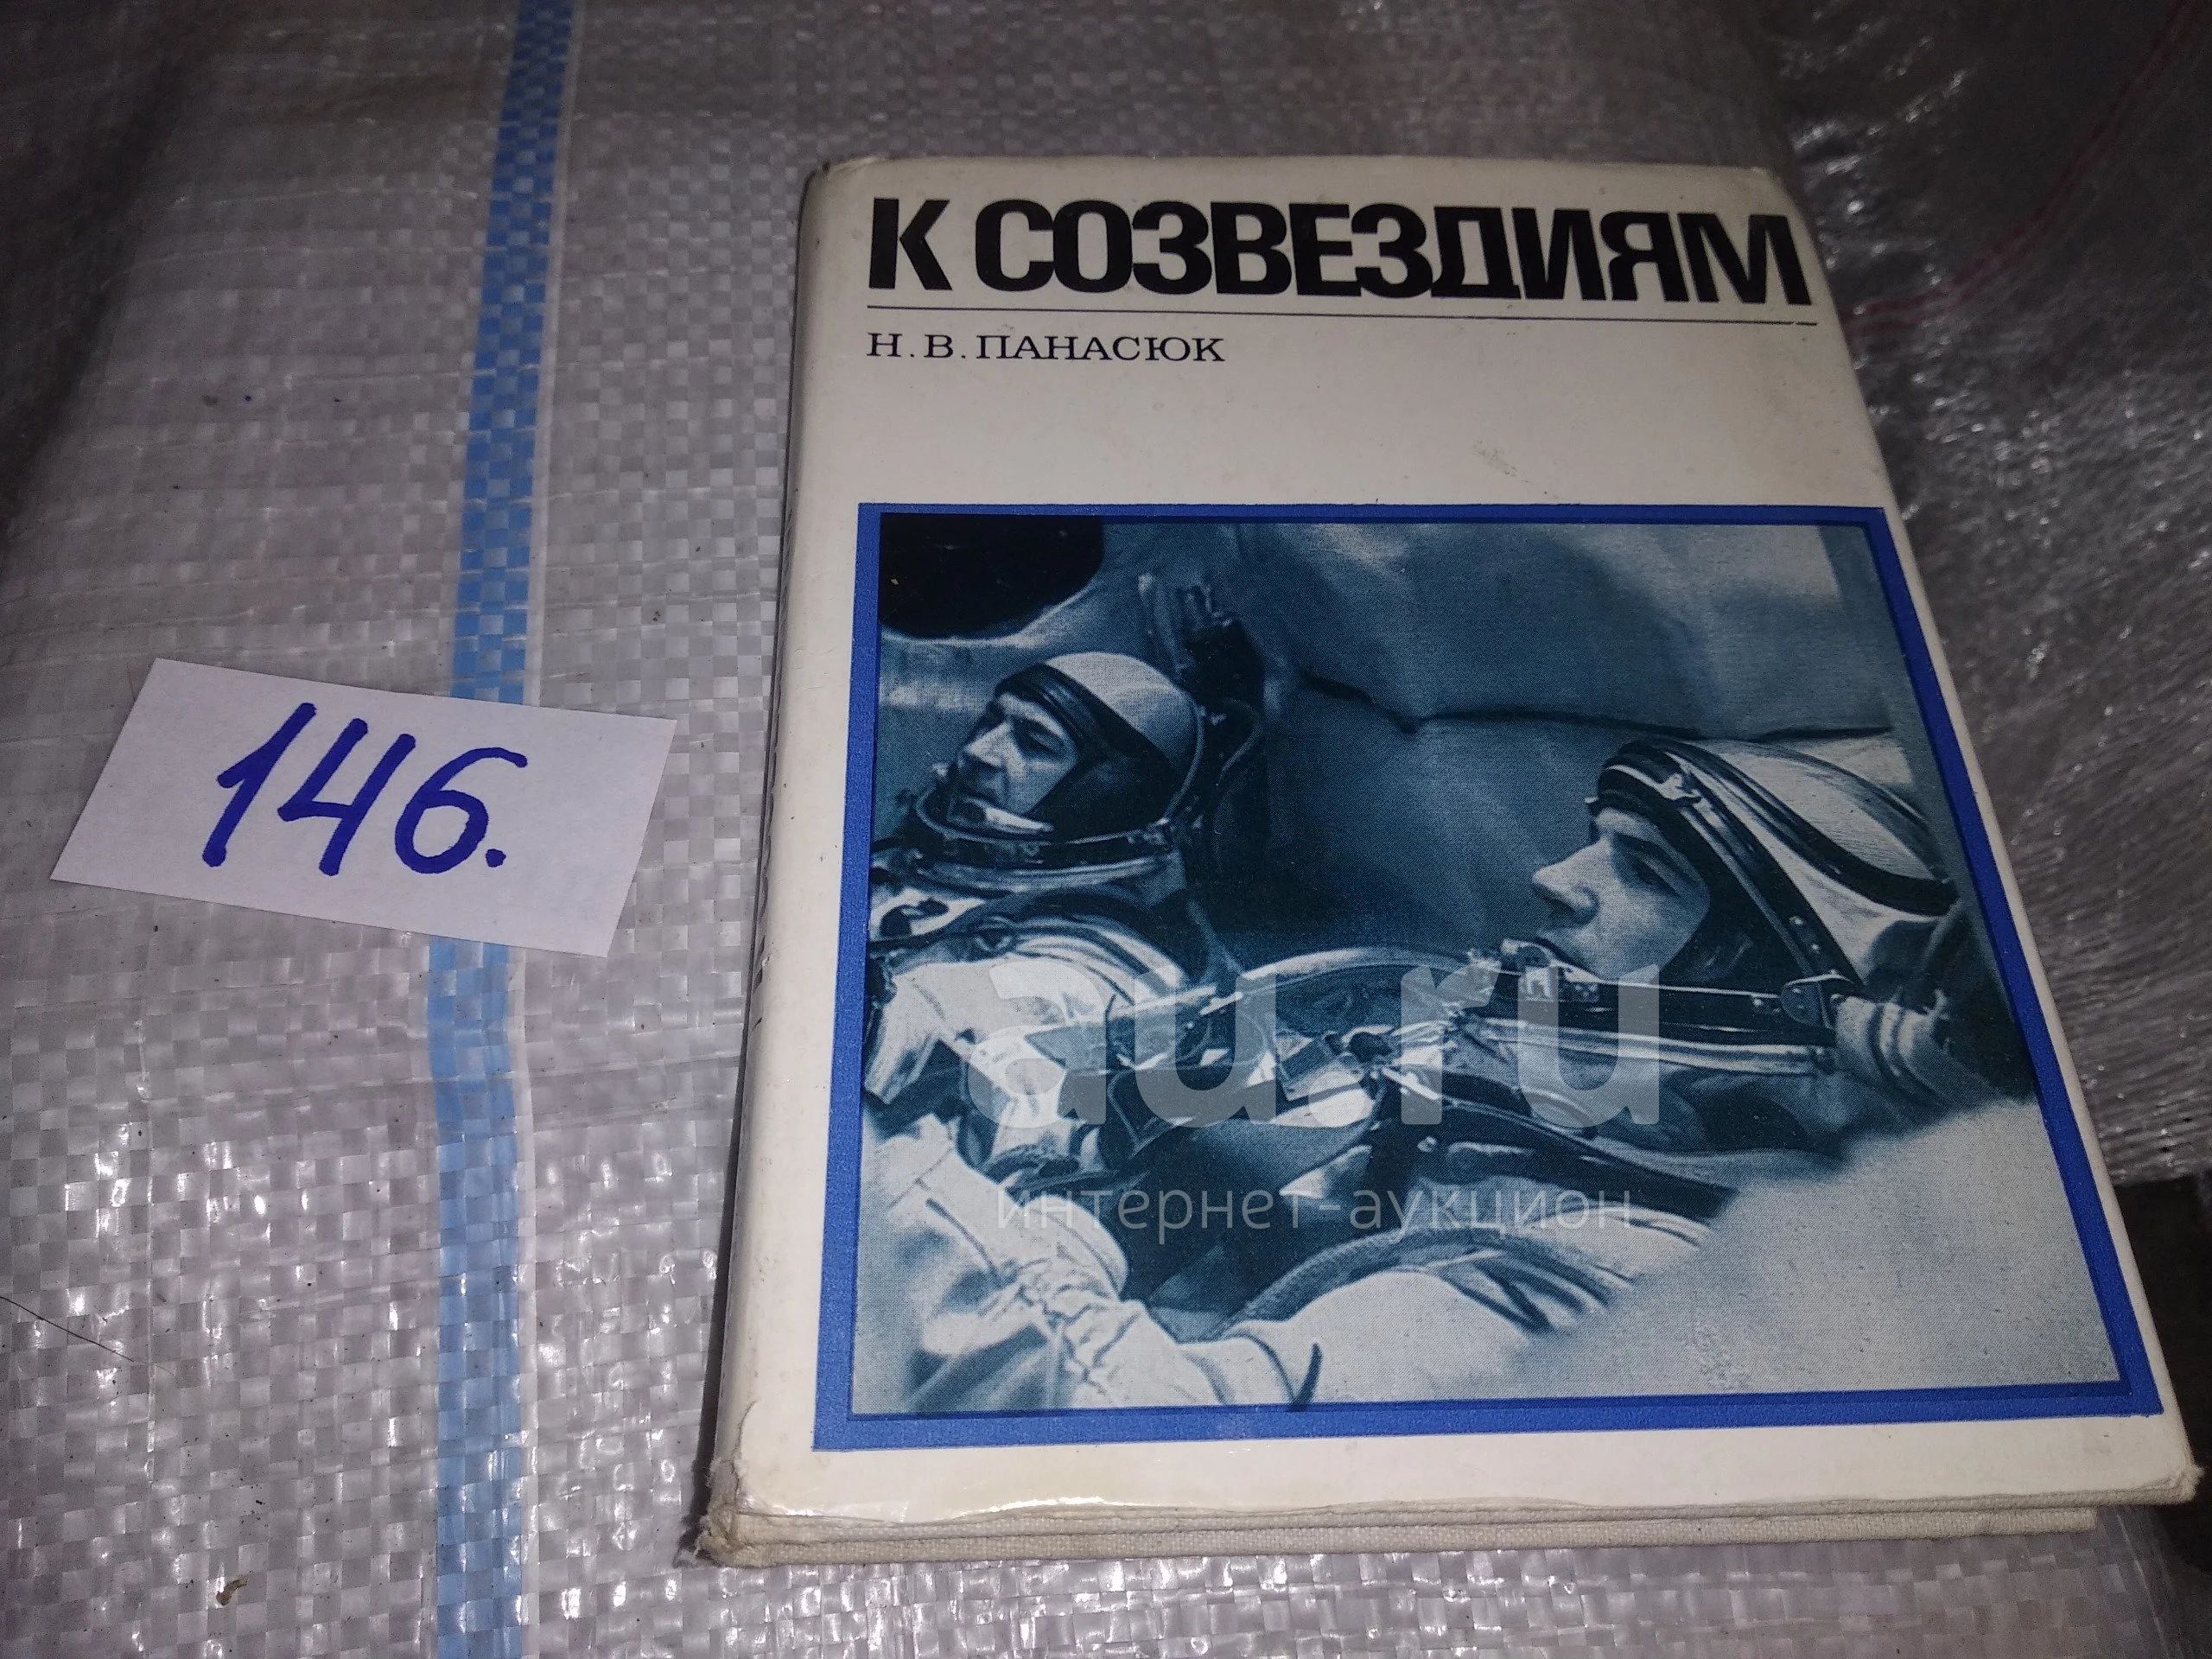 К СОЗВЕЗДИЯМ
Н. В. ПАНАСЮК
146.
au.ru
интернет-аукцион